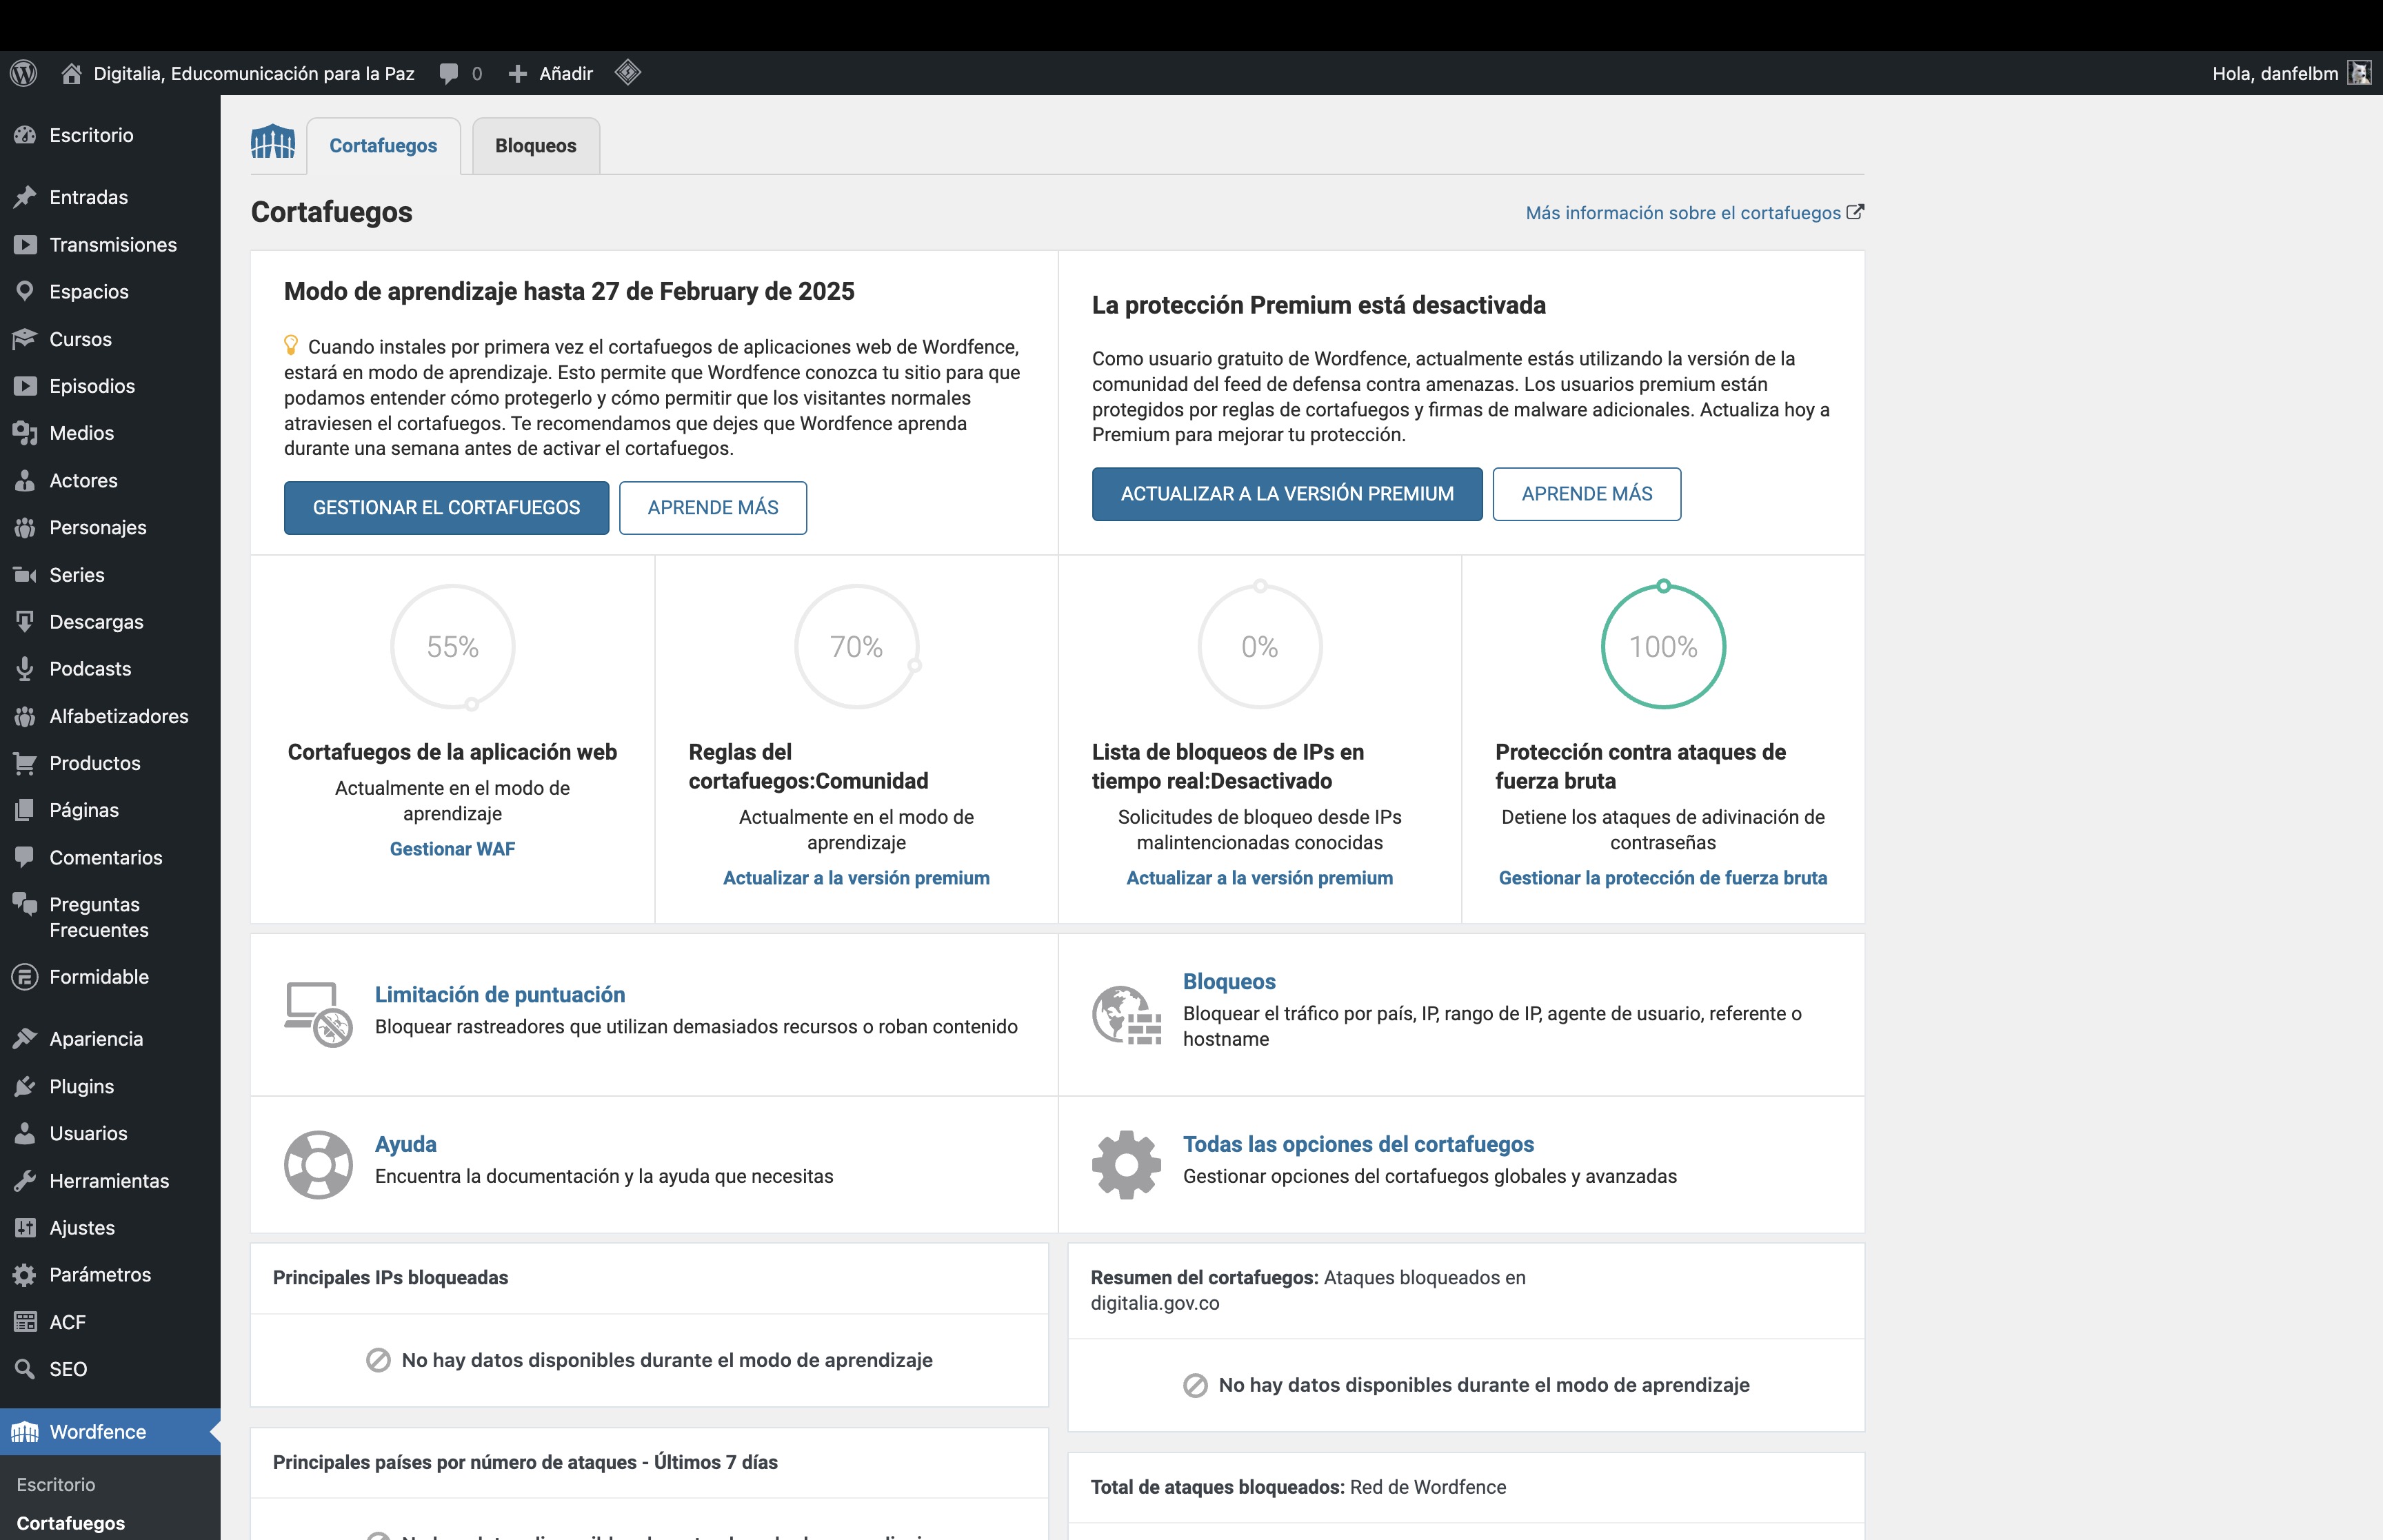 Digitalia, Educomunicación para la Paz
0
Añadir
Hola, danfelbm
Escritorio
Entradas
Transmisiones
Espacios
Cursos
Episodios
Medios
Actores
Personajes
Series
Descargas
Podcasts
Alfabetizadores
Productos
Páginas
Comentarios
Preguntas
Frecuentes
Formidable
Apariencia
Plugins
Usuarios
Herramientas
Ajustes
Parámetros
ACF
SEO
Wordfence
Escritorio
Cortafuegos
Cortafuegos
Bloqueos
Cortafuegos
Más información sobre el cortafuegos
Modo de aprendizaje hasta 27 de February de 2025
Cuando instales por primera vez el cortafuegos de aplicaciones web de Wordfence,
estará en modo de aprendizaje. Esto permite que Wordfence conozca tu sitio para que
podamos entender cómo protegerlo y cómo permitir que los visitantes normales
atraviesen el cortafuegos. Te recomendamos que dejes que Wordfence aprenda
durante una semana antes de activar el cortafuegos.
GESTIONAR EL CORTAFUEGOS
APRENDE MÁS
La protección Premium está desactivada
Como usuario gratuito de Wordfence, actualmente estás utilizando la versión de la
comunidad del feed de defensa contra amenazas. Los usuarios premium están
protegidos por reglas de cortafuegos y firmas de malware adicionales. Actualiza hoy a
Premium para mejorar tu protección.
ACTUALIZAR A LA VERSIÓN PREMIUM
APRENDE MÁS
55%
Cortafuegos de la aplicación web
Actualmente en el modo de
aprendizaje
Gestionar WAF
70%
Reglas del
cortafuegos:Comunidad
Actualmente en el modo de
aprendizaje
Actualizar a la versión premium
0%
Lista de bloqueos de IPs en
tiempo real:Desactivado
Solicitudes de bloqueo desde IPs
malintencionadas conocidas
Actualizar a la versión premium
100%
Protección contra ataques de
fuerza bruta
Detiene los ataques de adivinación de
contraseñas
Gestionar la protección de fuerza bruta
Limitación de puntuación
Bloquear rastreadores que utilizan demasiados recursos o roban contenido
Bloqueos
Bloquear el tráfico por país, IP, rango de IP, agente de usuario, referente o
hostname
Ayuda
Encuentra la documentación y la ayuda que necesitas
Todas las opciones del cortafuegos
Gestionar opciones del cortafuegos globales y avanzadas
Principales IPs bloqueadas
No hay datos disponibles durante el modo de aprendizaje
Resumen del cortafuegos: Ataques bloqueados en
digitalia.gov.co
No hay datos disponibles durante el modo de aprendizaje
Principales países por número de ataques - Últimos 7 días
Total de ataques bloqueados: Red de Wordfence